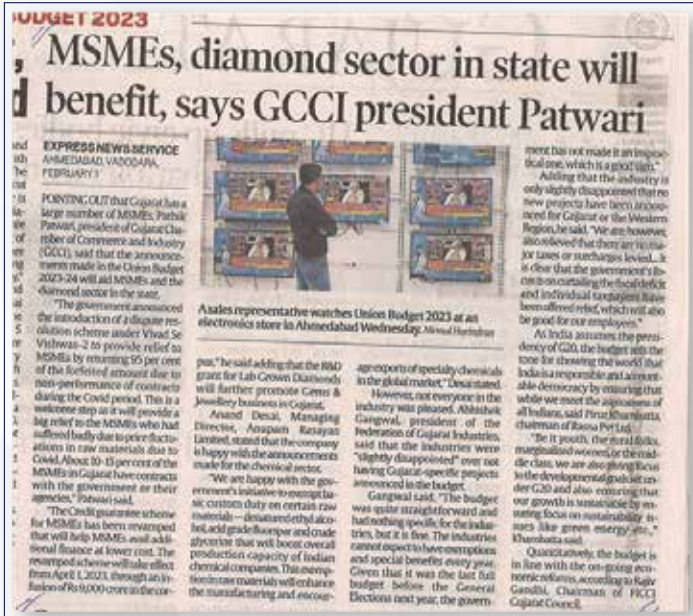 BUDGET 2023
MSMEs, diamond sector in state will
benefit, says GCCI president Patwari
EXPRESS NEWS SERVICE
AHMEDABAD, VADODARA,
FEBRUARY 1
POINTING OUT that Gujarat has a
large number of MSMEs, Pathik
Patwari, president of Gujarat Cha-
mber of Commerce and Industry
(GCCI), said that the announce-
ments made in the Union Budget
2023-24 will aid MSMEs and the
diamond sector in the state.
"The government announced
the introduction of a dispute res-
olution scheme under Vivad Se
Vishwas-2 to provide relief to
MSMEs by returning 95 per cent
of the forfeited amount due to
non-performance of contracts
during the Covid period. This is a
welcome step as it will provide a
big relief to the MSMEs who had
suffered badly due to price fluctu-
ations in raw materials due to
Covid. About 10-15 per cent of the
MSMEs in Gujarat have contracts
with the government or their
agencies," Patwari said.
"The Credit guarantee scheme
for MSMEs has been revamped
that will help MSMEs avail addi-
tional finance at lower cost. The
revamped scheme will take effect
from April 1, 2023, through an in-
fusion of Rs 9,000 crore to the cor-
A sales representative watches Union Budget 2023 at an
electronics store in Ahmedabad Wednesday. Nirmal Harindran
pus," he said adding that the R&D
grant for Lab Grown Diamonds
will further promote Gems &
Jewellery business in Gujarat.
Anand Desai, Managing
Director, Anupam Rasayan
Limited, stated that the company
is happy with the announcements
made for the chemical sector.
"We are happy with the gov-
ernment's initiative to exempt ba-
sic custom duty on certain raw
materials — denatured ethyl alco-
hol, acid grade fluorspar and crude
glycerine that will boost overall
production capacity of Indian
chemical companies. This exemp-
tion in raw materials will enhance
the manufacturing and encour-
age exports of specialty chemicals
in the global market," Desai stated.
However, not everyone in the
industry was pleased. Abhishek
Gangwal, president of the
Federation of Gujarat Industries,
said that the industries were
"slightly disappointed" over not
having Gujarat-specific projects
announced in the budget.
Gangwal said, "The budget
was quite straightforward and
had nothing specific for the indus-
tries, but it is fine. The industries
cannot expect to have exemptions
and special benefits every year.
Given that it was the last full
budget before the General
Elections next year, the govern-
ment has not made it an imprac-
tical one, which is a good sign."
Adding that the industry is
only slightly disappointed that no
new projects have been annou-
nced for Gujarat or the Western
Region, he said, "We are, however,
also relieved that there are no ma-
jor taxes or surcharges levied... It
is clear that the government's fo-
cus is on curtailing the fiscal deficit
and individual taxpayers have
been offered relief, which will also
be good for our employees."
As India assumes the presi-
dency of G20, the budget sets the
tone for showing the world that
India is a responsible and account-
able democracy by ensuring that
while we meet the aspirations of
all Indians, said Piruz Khambatta,
chairman of Rasna Pvt Ltd.
"Be it youth, the rural folks,
marginalised women, or the mid-
dle class, we are also giving focus
to the developmental goals set un-
der G20 and also ensuring that
our growth is sustainable by en-
suring focus on sustainability is-
sues like green energy etc,"
Khambatta said.
Quantitatively, the budget is
in line with the on-going eco-
nomic reforms, according to Rajiv
Gandhi, Chairman of FICCI
Gujarat Council.